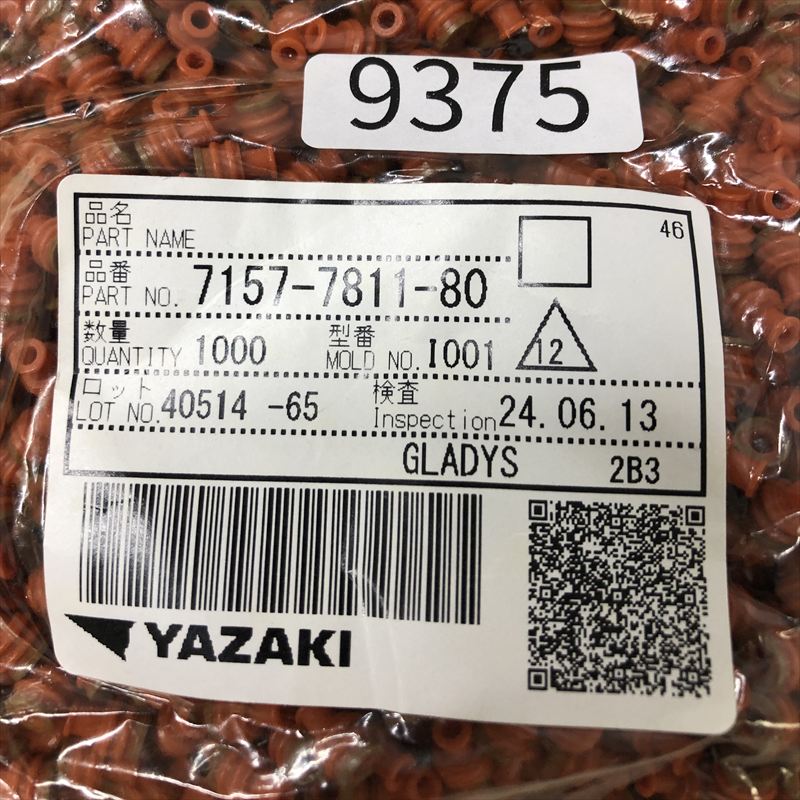 9375
品名
PART NAME
46
品番
PART NO. 7157-7811-80
数量
QUANTITY 1000
型番
MOLD NO. I001
12
ロット
LOT NO. 40514 -65
検査
Inspection 24.06.13
GLADYS 2B3
YAZAKI